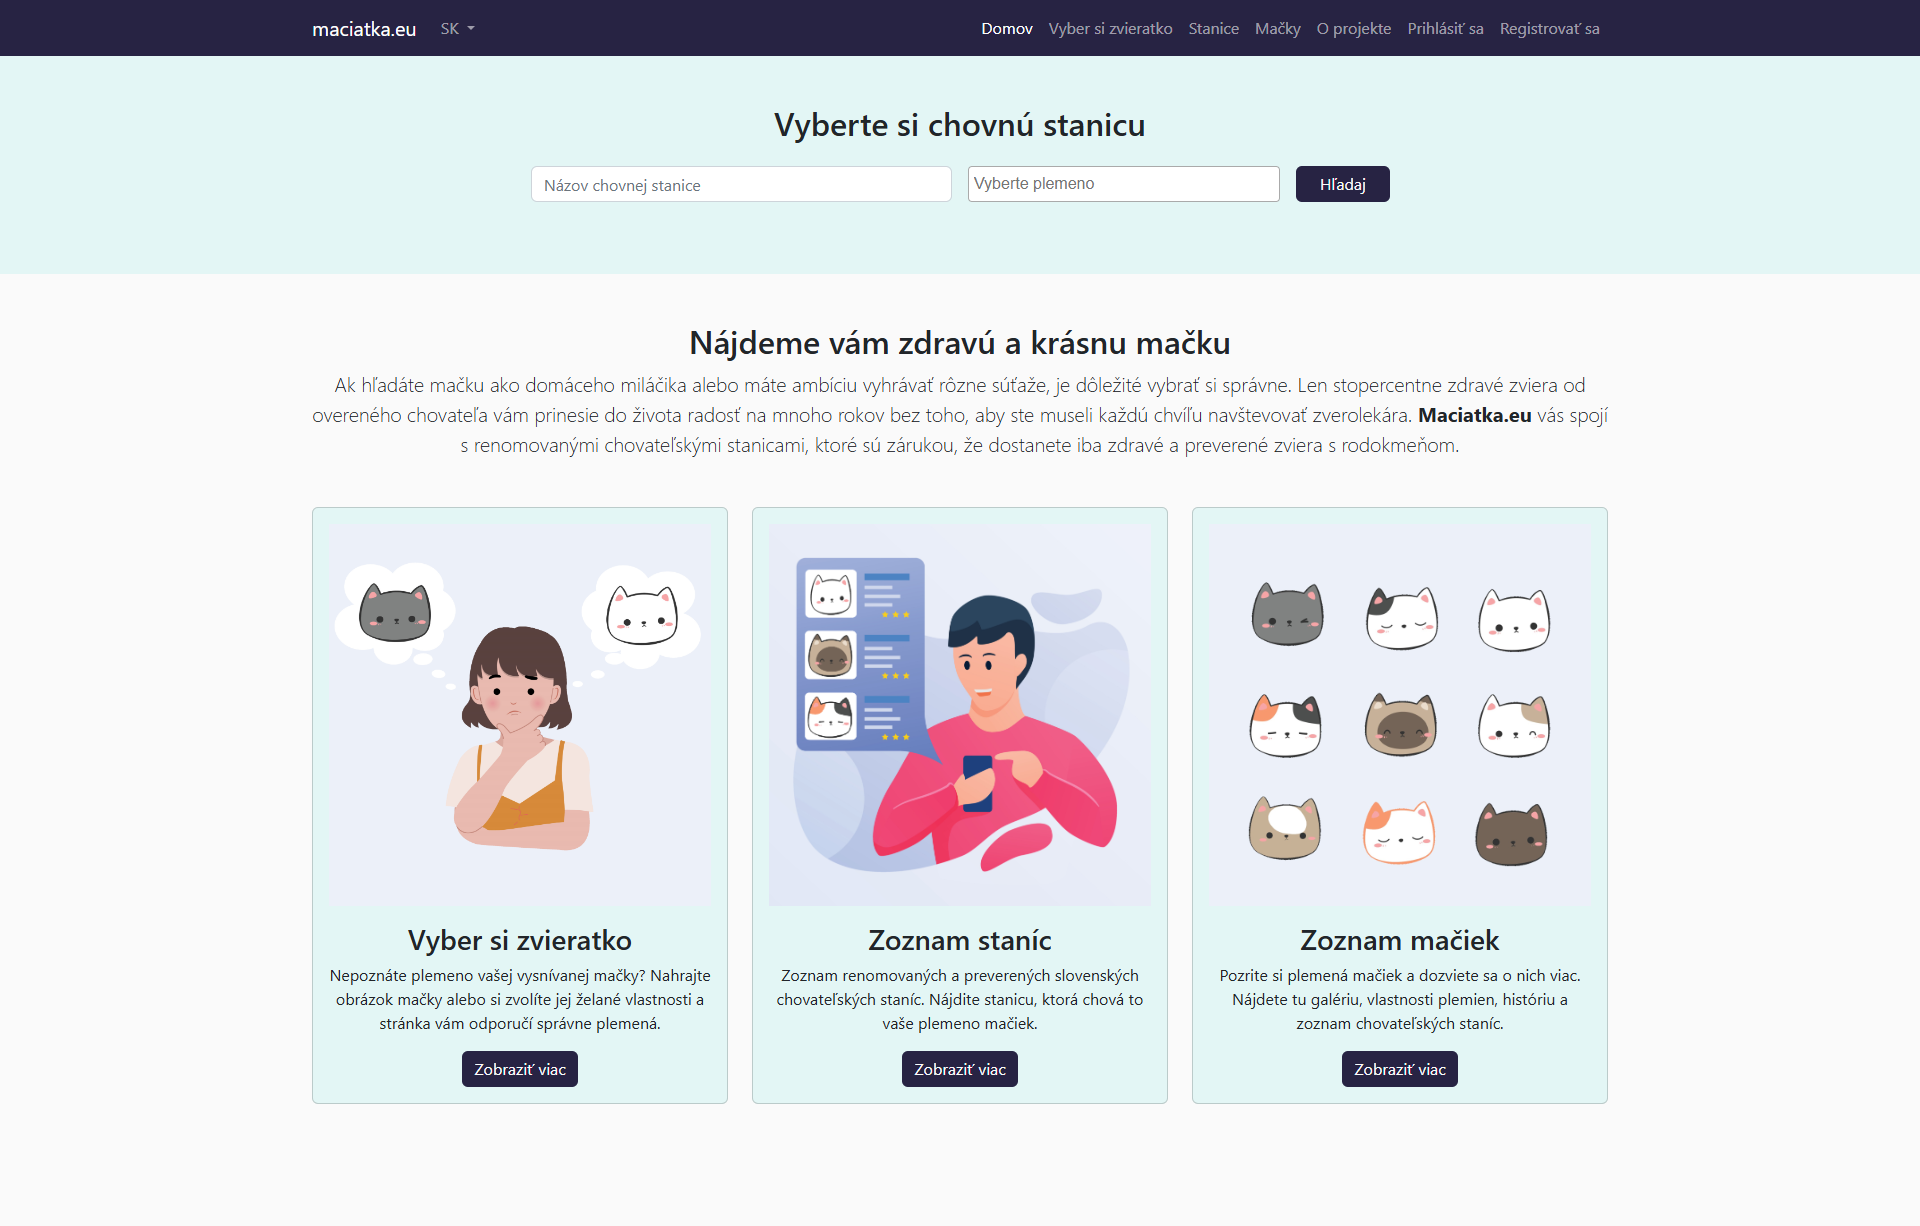 maciatka.eu SK Domov Vyber si zvieratko Stanice Mačky O projekte Prihlásiť sa Registrovať sa
Vyberte si chovnú stanicu
Názov chovnej stanice Vyberte plemeno Hľadaj
Nájdeme vám zdravú a krásnu mačku
Ak hľadáte mačku ako domáceho miláčika alebo máte ambíciu vyhrávať rôzne súťaže, je dôležité vybrať si správne. Len stopercentne zdravé zviera od
overeného chovateľa vám prinesie do života radosť na mnoho rokov bez toho, aby ste museli každú chvíľu navštevovať zverolekára. Maciatka.eu vás spojí
s renomovanými chovateľskými stanicami, ktoré sú zárukou, že dostanete iba zdravé a preverené zviera s rodokmeňom.
Vyber si zvieratko
Nepoznáte plemeno vašej vysnívanej mačky? Nahrajte
obrázok mačky alebo si zvolíte jej želané vlastnosti a
stránka vám odporučí správne plemená.
Zobraziť viac
Zoznam staníc
Zoznam renomovaných a preverených slovenských
chovateľských staníc. Nájdite stanicu, ktorá chová to
vaše plemeno mačiek.
Zobraziť viac
Zoznam mačiek
Pozrite si plemená mačiek a dozviete sa o nich viac.
Nájdete tu galériu, vlastnosti plemien, históriu a
zoznam chovateľských staníc.
Zobraziť viac